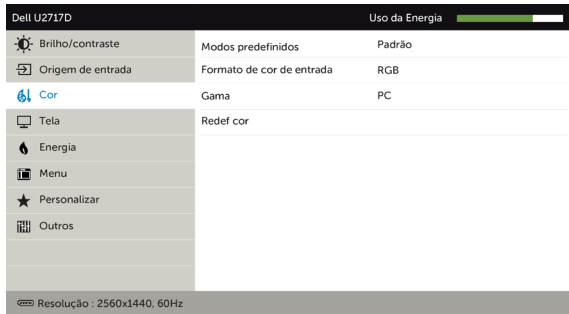 Dell U2717D Uso da Energia
Brilho/contraste
Origem de entrada
Cor
Tela
Energia
Menu
Personalizar
Outros
Modos predefinidos Padrão
Formato de cor de entrada RGB
Gama PC
Redef cor
Resolução : 2560x1440, 60Hz